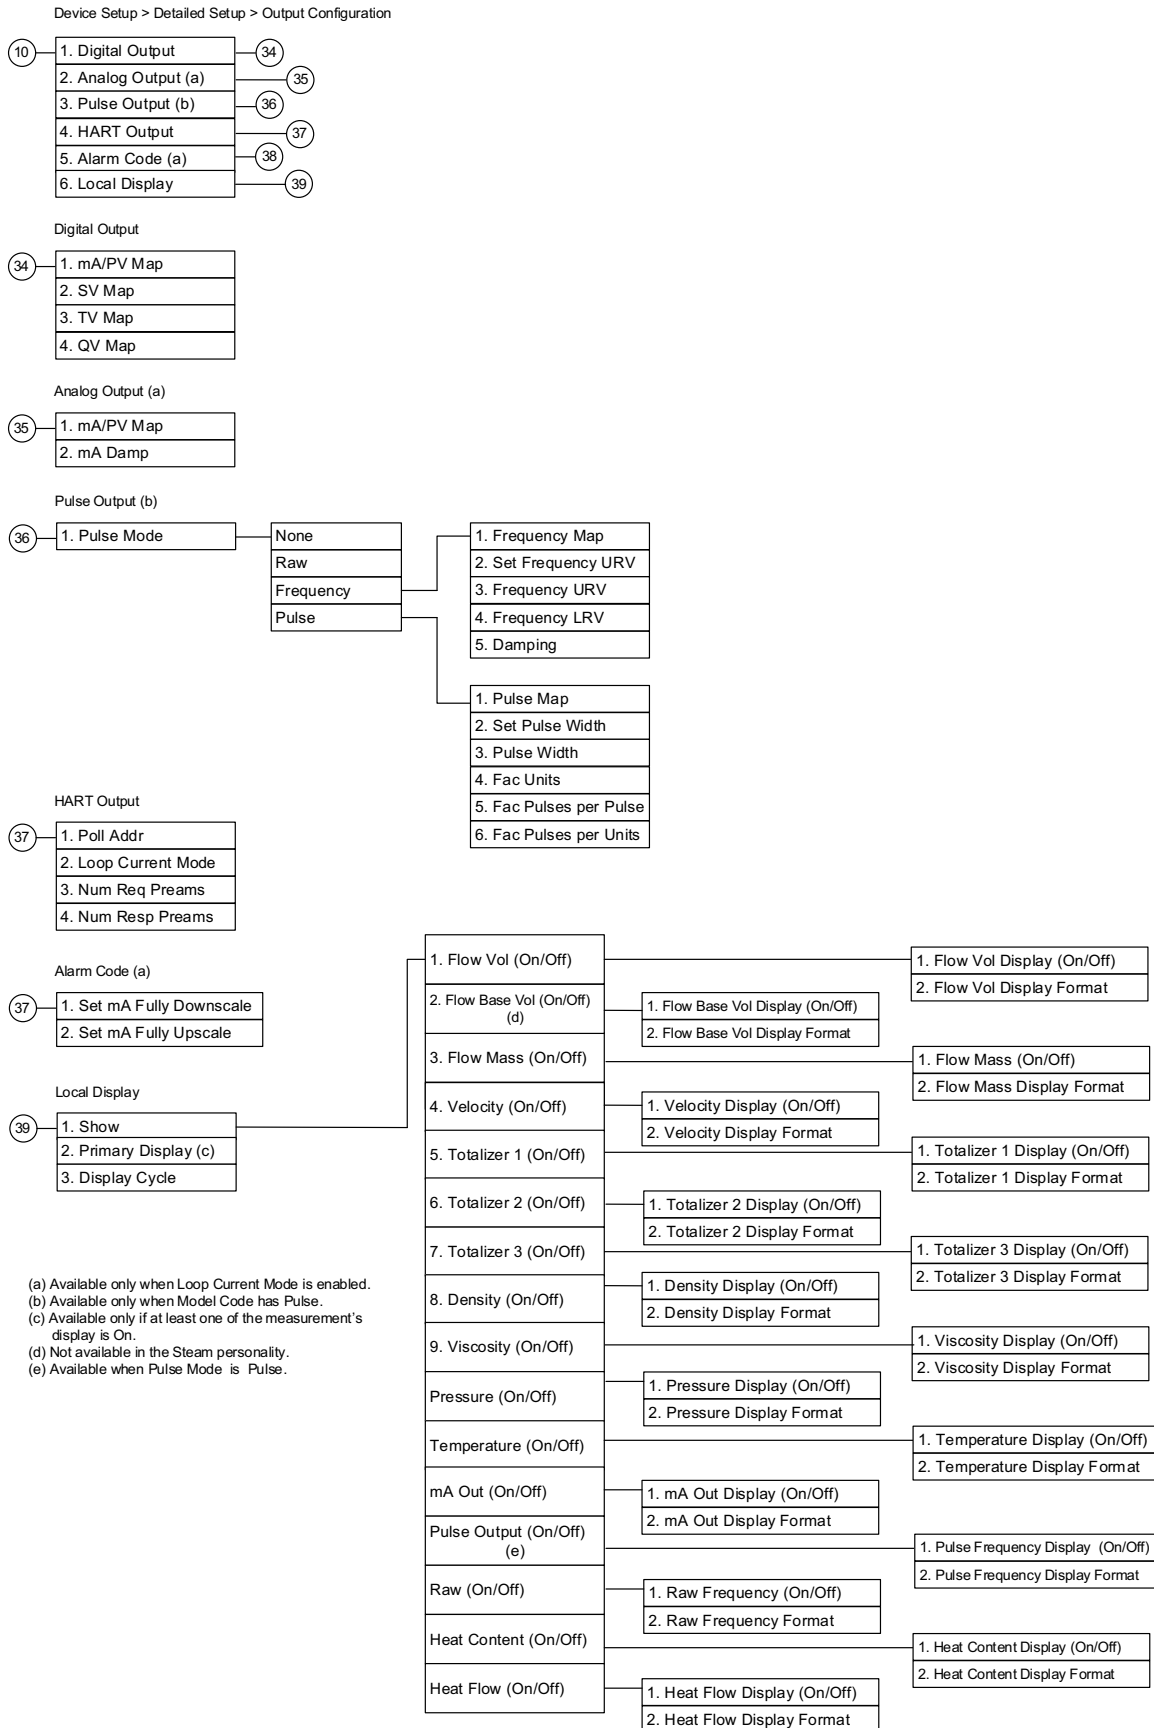 Device Setup > Detailed Setup > Output Configuration
10
1. Digital Output
34
2. Analog Output (a)
35
3. Pulse Output (b)
36
4. HART Output
37
5. Alarm Code (a)
38
6. Local Display
39
Digital Output
34
1. mA/PV Map
2. SV Map
3. TV Map
4. QV Map
Analog Output (a)
35
1. mA/PV Map
2. mA Damp
Pulse Output (b)
36
1. Pulse Mode
None
Raw
Frequency
Pulse
1. Frequency Map
2. Set Frequency URV
3. Frequency URV
4. Frequency LRV
5. Damping
1. Pulse Map
2. Set Pulse Width
3. Pulse Width
4. Fac Units
5. Fac Pulses per Pulse
6. Fac Pulses per Units
HART Output
37
1. Poll Addr
2. Loop Current Mode
3. Num Req Preams
4. Num Resp Preams
Alarm Code (a)
37
1. Set mA Fully Downscale
2. Set mA Fully Upscale
Local Display
39
1. Show
2. Primary Display (c)
3. Display Cycle
1. Flow Vol (On/Off)
1. Flow Vol Display (On/Off)
2. Flow Vol Display Format
2. Flow Base Vol (On/Off)
(d)
1. Flow Base Vol Display (On/Off)
2. Flow Base Vol Display Format
3. Flow Mass (On/Off)
1. Flow Mass (On/Off)
2. Flow Mass Display Format
4. Velocity (On/Off)
1. Velocity Display (On/Off)
2. Velocity Display Format
5. Totalizer 1 (On/Off)
1. Totalizer 1 Display (On/Off)
2. Totalizer 1 Display Format
6. Totalizer 2 (On/Off)
1. Totalizer 2 Display (On/Off)
2. Totalizer 2 Display Format
7. Totalizer 3 (On/Off)
1. Totalizer 3 Display (On/Off)
2. Totalizer 3 Display Format
8. Density (On/Off)
1. Density Display (On/Off)
2. Density Display Format
9. Viscosity (On/Off)
1. Viscosity Display (On/Off)
2. Viscosity Display Format
Pressure (On/Off)
1. Pressure Display (On/Off)
2. Pressure Display Format
Temperature (On/Off)
1. Temperature Display (On/Off)
2. Temperature Display Format
mA Out (On/Off)
1. mA Out Display (On/Off)
2. mA Out Display Format
Pulse Output (On/Off)
(e)
1. Pulse Frequency Display (On/Off)
2. Pulse Frequency Display Format
Raw (On/Off)
1. Raw Frequency (On/Off)
2. Raw Frequency Format
Heat Content (On/Off)
1. Heat Content Display (On/Off)
2. Heat Content Display Format
Heat Flow (On/Off)
1. Heat Flow Display (On/Off)
2. Heat Flow Display Format
(a) Available only when Loop Current Mode is enabled.
(b) Available only when Model Code has Pulse.
(c) Available only if at least one of the measurement's
display is On.
(d) Not available in the Steam personality.
(e) Available when Pulse Mode is Pulse.